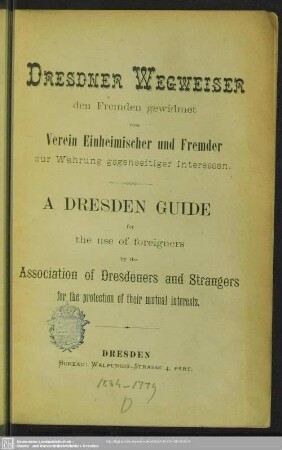 Dresdner Wegweiser
den Fremden gewidmet
vom
Verein Einheimischer und Fremder
zur Wahrung gegenseitiger Interessen.
A DRESDEN GUIDE
for
the use of foreigners
by the
Association of Dresdeners and Strangers
for the protection of their mutual interests.
DRESDEN
Bureau: Walpurgis-Strasse 4. part.
D